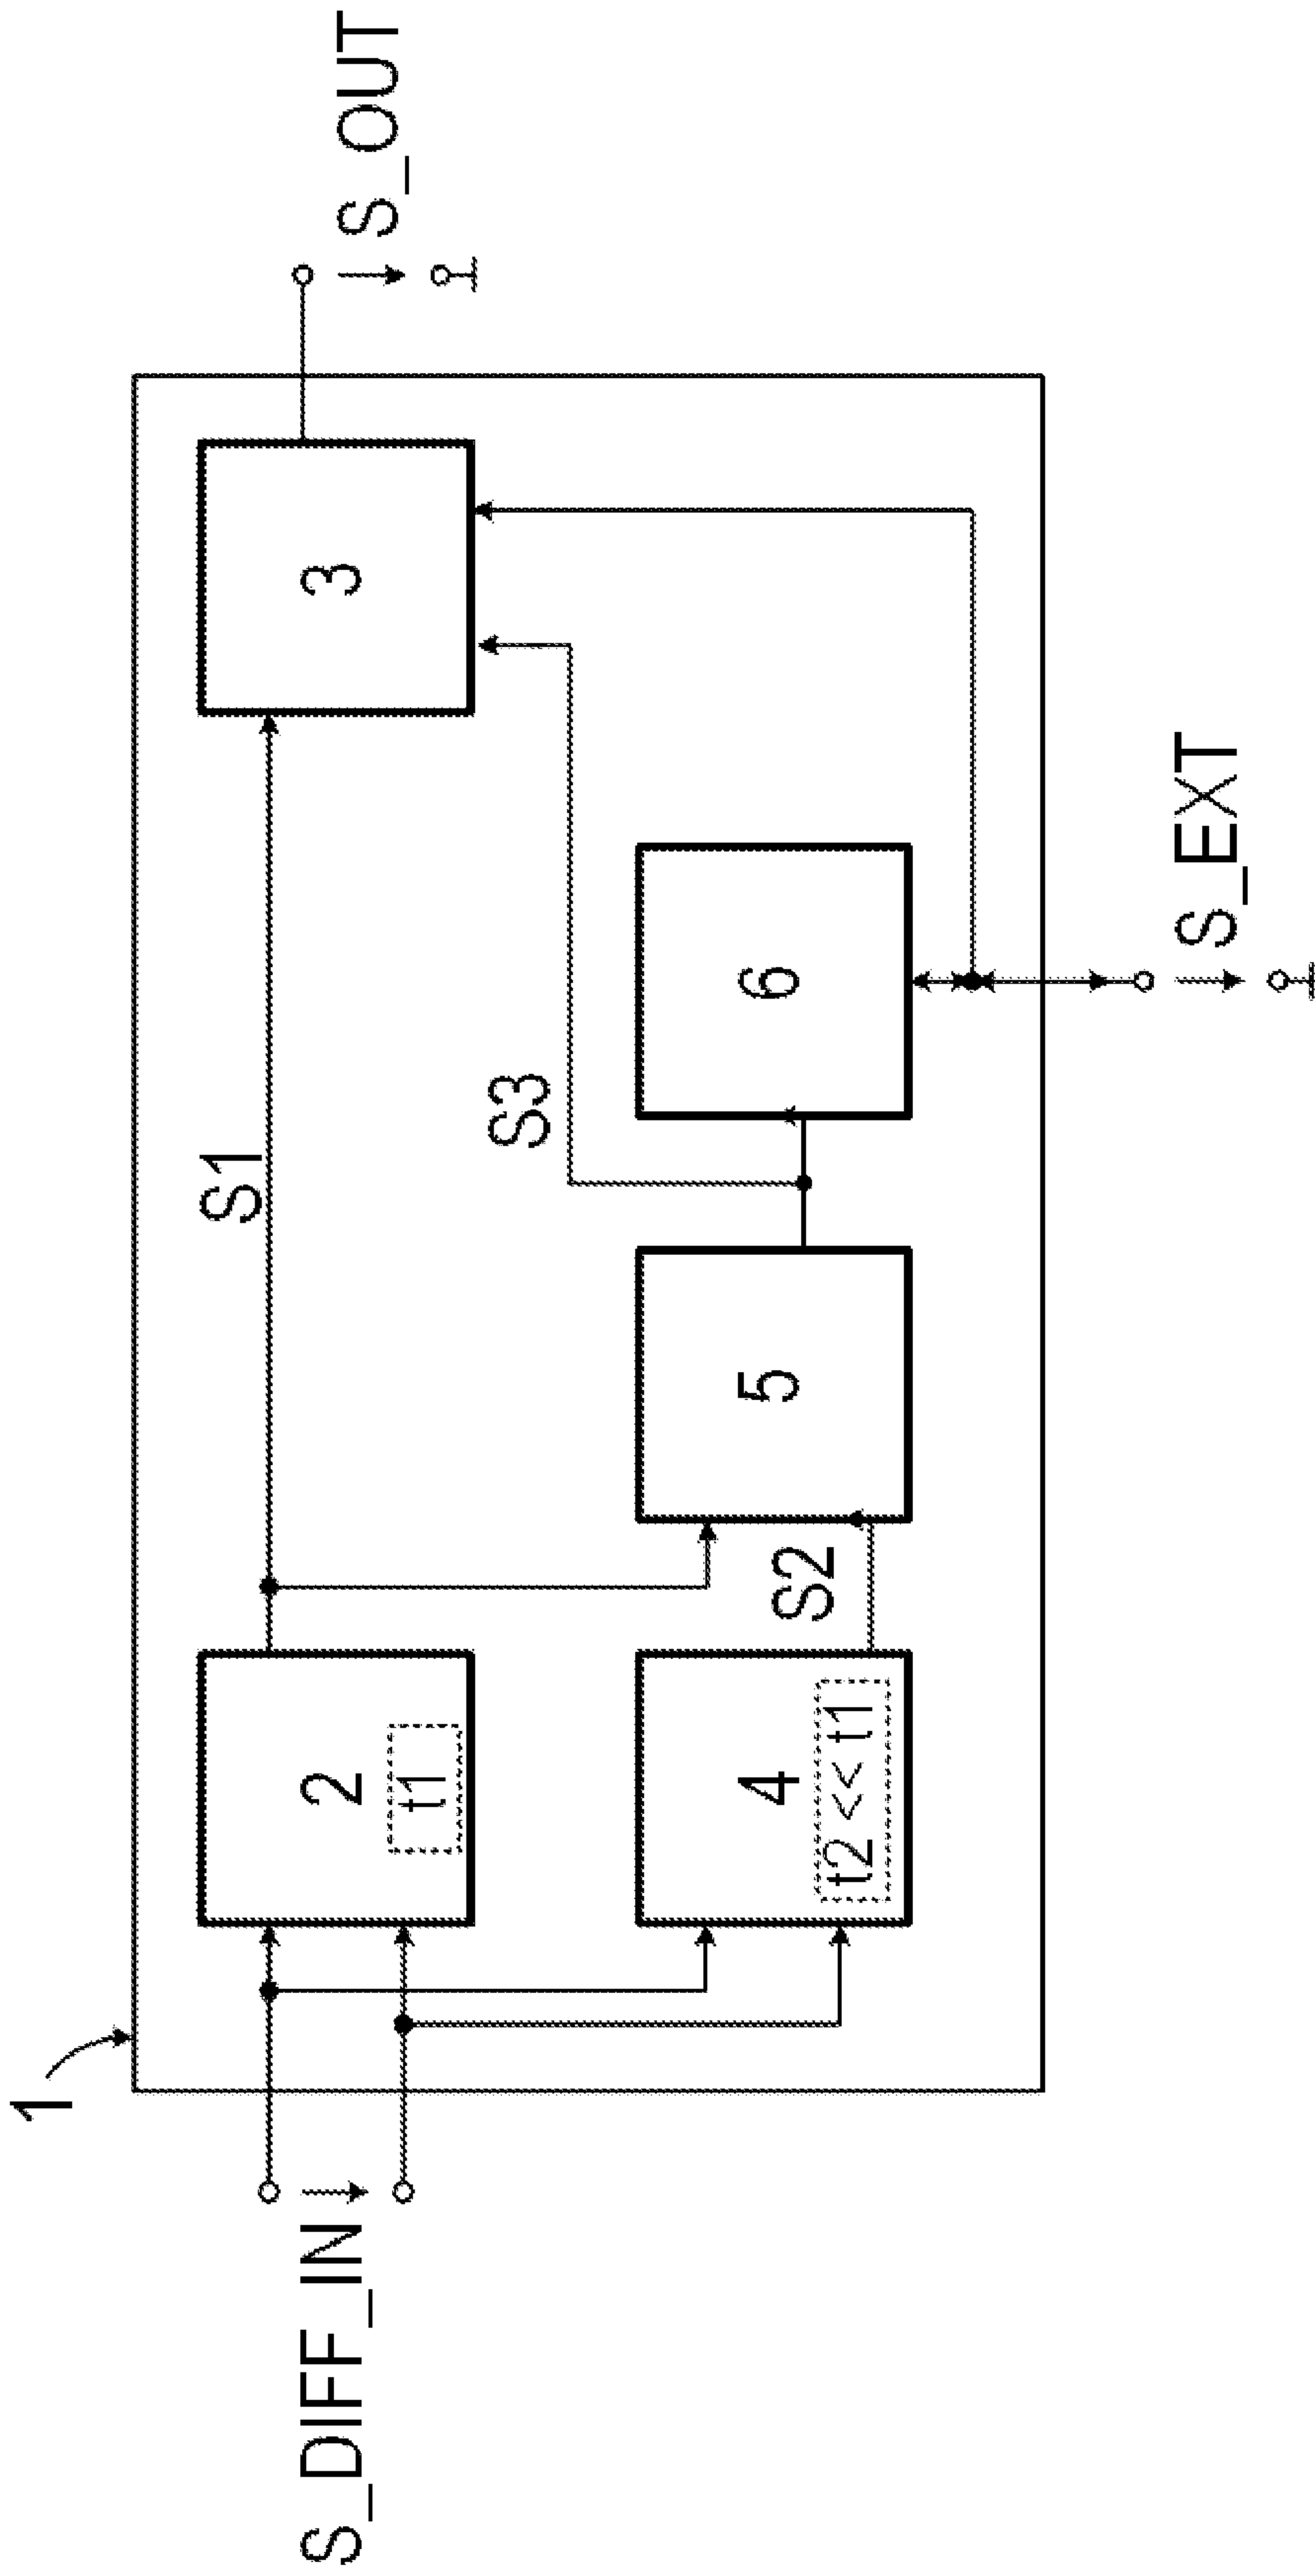 1
S_DIFF_IN
2
t1
S1
3
S_OUT
4
t2 << t1
S2
5
S3
6
S_EXT